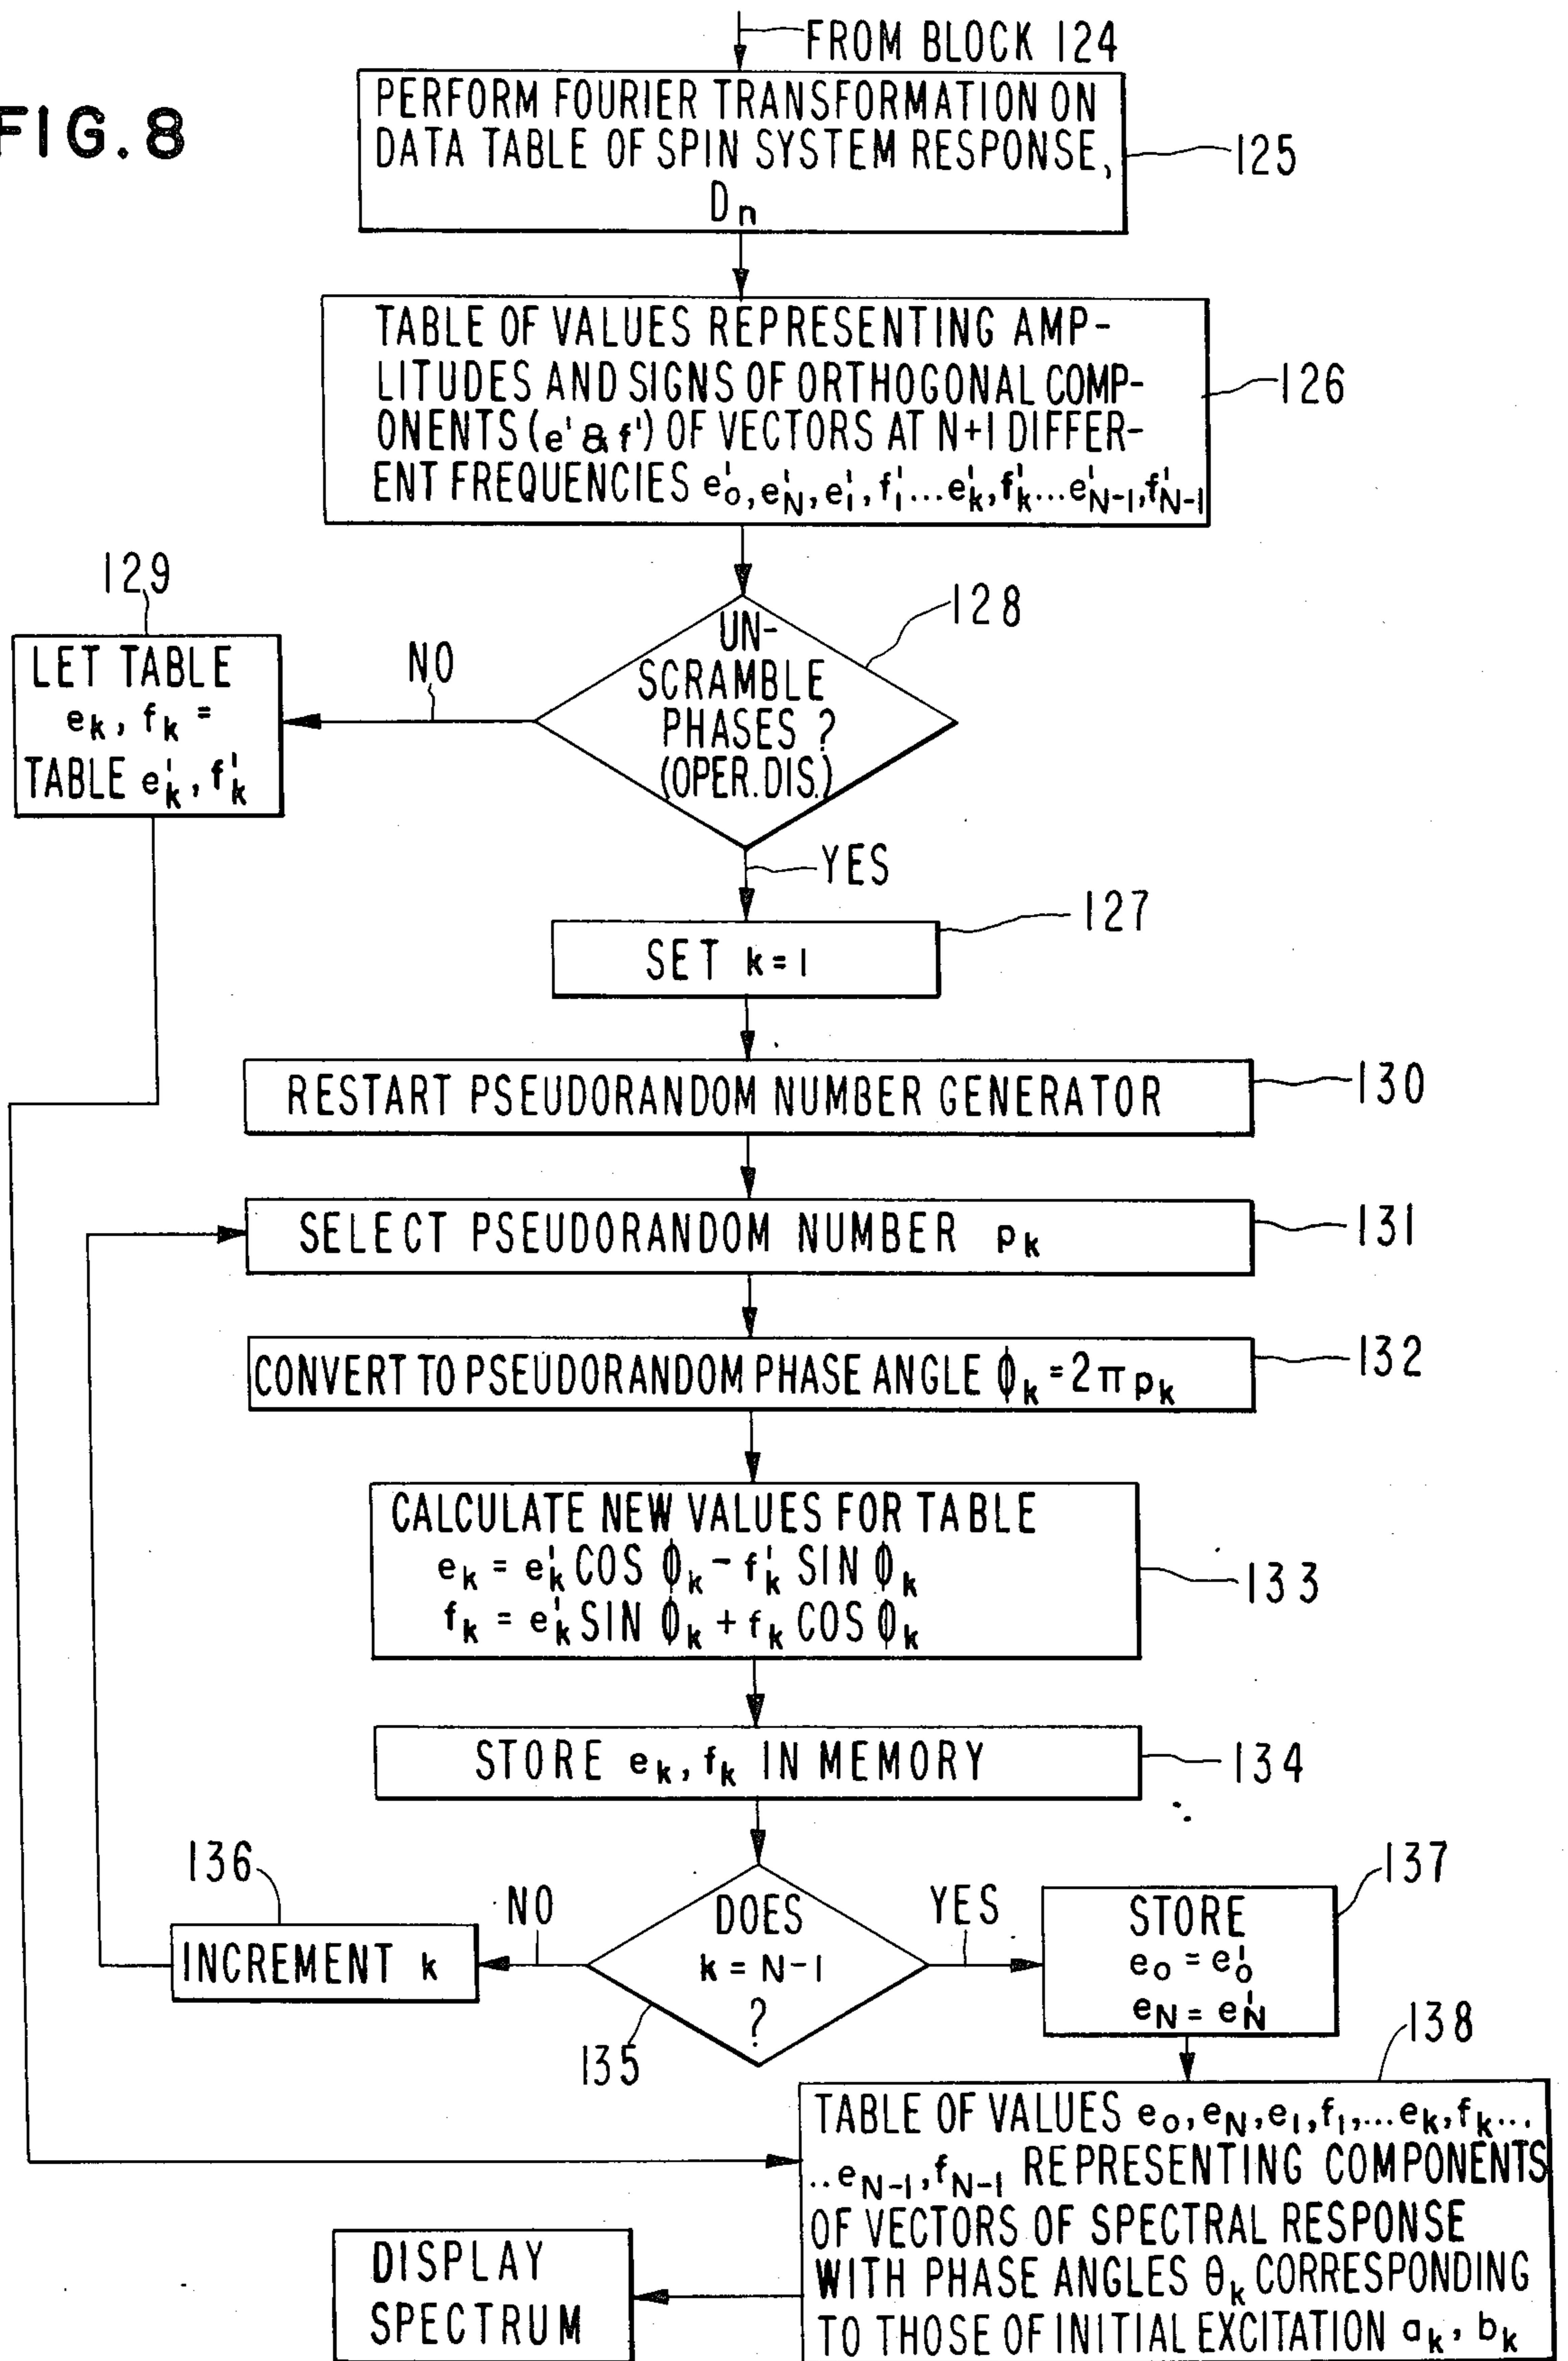 FIG. 8
FROM BLOCK 124
PERFORM FOURIER TRANSFORMATION ON
DATA TABLE OF SPIN SYSTEM RESPONSE,
Dn
125
TABLE OF VALUES REPRESENTING AMP-
LITUDES AND SIGNS OF ORTHOGONAL COMP-
ONENTS (e' & f') OF VECTORS AT N+1 DIFFER-
ENT FREQUENCIES e'0, e'N, e'1, f'1...e'k, f'k...e'N-1, f'N-1
126
129
LET TABLE
ek, fk =
TABLE e'k, f'k
NO
128
UN-
SCRAMBLE
PHASES ?
(OPER. DIS.)
YES
127
SET k=1
RESTART PSEUDORANDOM NUMBER GENERATOR
130
SELECT PSEUDORANDOM NUMBER pk
131
CONVERT TO PSEUDORANDOM PHASE ANGLE ϕk = 2π pk
132
CALCULATE NEW VALUES FOR TABLE
ek = e'k COS ϕk - f'k SIN ϕk
fk = e'k SIN ϕk + fk COS ϕk
133
STORE ek, fk IN MEMORY
134
136
INCREMENT k
NO
DOES
k = N-1
?
135
YES
137
STORE
e0 = e'0
eN = e'N
138
TABLE OF VALUES e0, eN, e1, f1,...ek, fk...
..eN-1, fN-1 REPRESENTING COMPONENTS
OF VECTORS OF SPECTRAL RESPONSE
WITH PHASE ANGLES θk CORRESPONDING
TO THOSE OF INITIAL EXCITATION ak, bk
DISPLAY
SPECTRUM